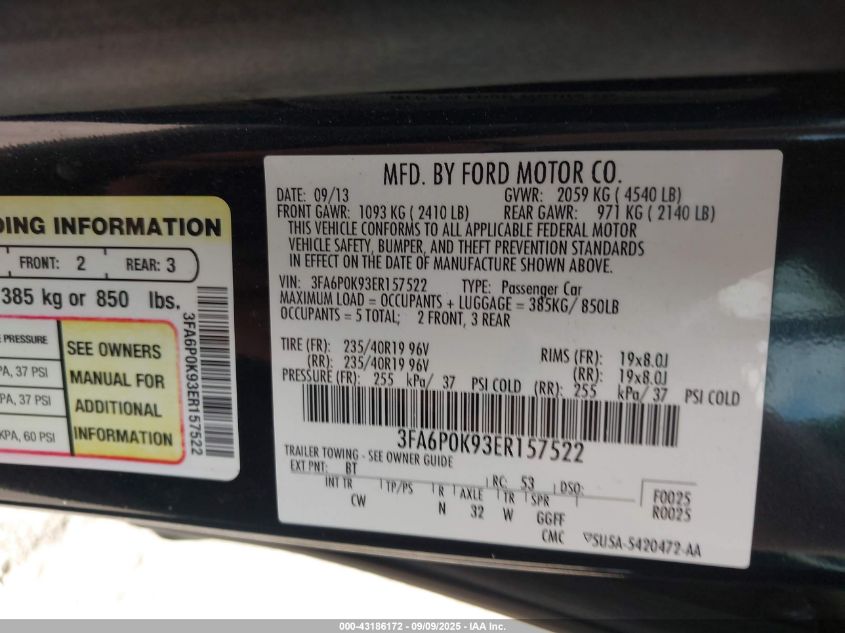 DING INFORMATION
FRONT: 2 REAR: 3
385 kg or 850 lbs.
PRESSURE
PA, 37 PSI
PA, 37 PSI
KPA, 60 PSI
SEE OWNERS
MANUAL FOR
ADDITIONAL
INFORMATION
3FA6P0K93ER157522
MFD. BY FORD MOTOR CO.
DATE: 09/13 GVWR: 2059 KG ( 4540 LB)
FRONT GAWR: 1093 KG ( 2410 LB) REAR GAWR: 971 KG ( 2140 LB)
THIS VEHICLE CONFORMS TO ALL APPLICABLE FEDERAL MOTOR
VEHICLE SAFETY, BUMPER, AND THEFT PREVENTION STANDARDS
IN EFFECT ON THE DATE OF MANUFACTURE SHOWN ABOVE.
VIN: 3FA6P0K93ER157522 TYPE: Passenger Car
MAXIMUM LOAD = OCCUPANTS + LUGGAGE = 385KG/ 850LB
OCCUPANTS = 5 TOTAL; 2 FRONT, 3 REAR
TIRE (FR): 235/40R19 96V RIMS (FR): 19x8.0J
(RR): 235/40R19 96V (RR): 19x8.0J
PRESSURE (FR): 255 kPa/ 37 PSI COLD (RR): 255 kPa/ 37 PSI COLD
3FA6P0K93ER157522
TRAILER TOWING - SEE OWNER GUIDE
EXT PNT: BT RC: 53 DSO:
INT TR TP/PS R AXLE TR SPR F0025
CW N 32 W GGFF R0025
CMC ▽SUSA-5420472-AA
000-43186172 - 09/09/2025 - IAA Inc.